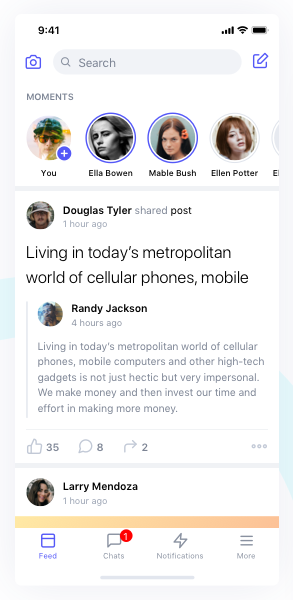 9:41
Search
MOMENTS
You
Ella Bowen
Mable Bush
Ellen Potter
Douglas Tyler shared post
1 hour ago
Living in today's metropolitan
world of cellular phones, mobile
Randy Jackson
4 hours ago
Living in today's metropolitan world of cellular
phones, mobile computers and other high-tech
gadgets is not just hectic but very impersonal.
We make money and then invest our time and
effort in making more money.
35
8
2
Larry Mendoza
1 hour ago
1
Feed
Chats
Notifications
More